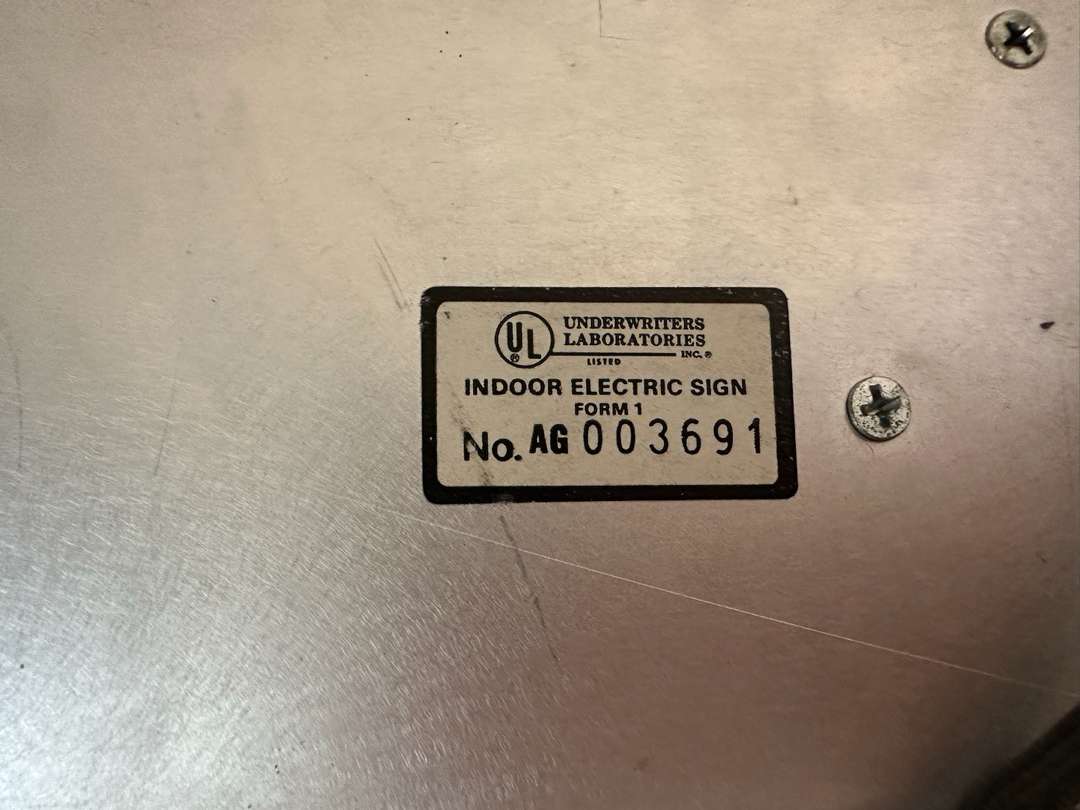 UL® UNDERWRITERS
LABORATORIES
INC.®
LISTED
INDOOR ELECTRIC SIGN
FORM 1
No. AG 003691